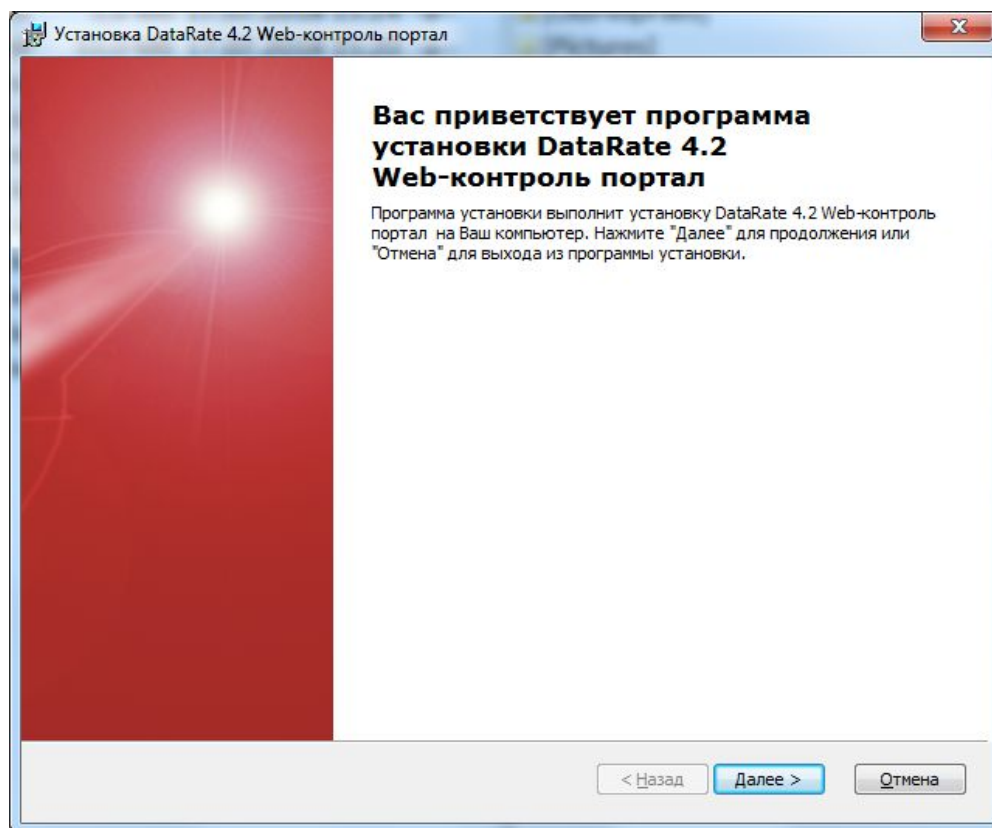 Установка DataRate 4.2 Web-контроль портал
Вас приветствует программа
установки DataRate 4.2
Web-контроль портал
Программа установки выполнит установку DataRate 4.2 Web-контроль
портал на Ваш компьютер. Нажмите "Далее" для продолжения или
"Отмена" для выхода из программы установки.
< Назад Далее > Отмена